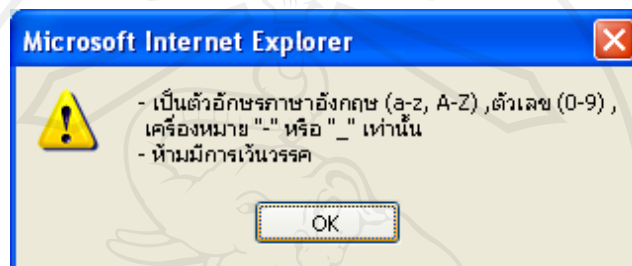 Microsoft Internet Explorer
- เป็นตัวอักษรภาษาอังกฤษ (a-z, A-Z) ,ตัวเลข (0-9) ,
เครื่องหมาย "-" หรือ "_" เท่านั้น
- ห้ามมีการเว้นวรรค
OK